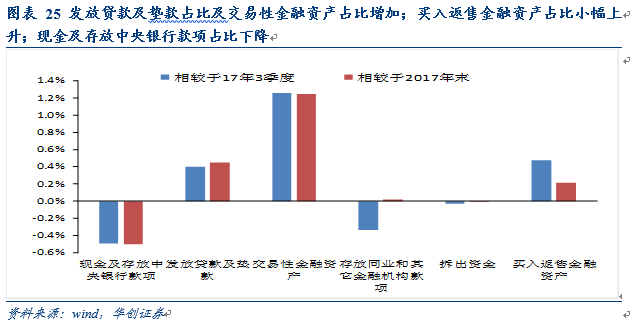 图表 25 发放贷款及垫款占比及交易性金融资产占比增加；买入返售金融资产占比小幅上
升；现金及存放中央银行款项占比下降
相较于17年3季度
相较于2017年末
1.4%
1.2%
1.0%
0.8%
0.6%
0.4%
0.2%
0.0%
-0.2%
-0.4%
-0.6%
现金及存放中
央银行款项
发放贷款及垫
款
交易性金融资
产
存放同业和其
它金融机构款
项
拆出资金
买入返售金融
资产
资料来源：wind，华创证券